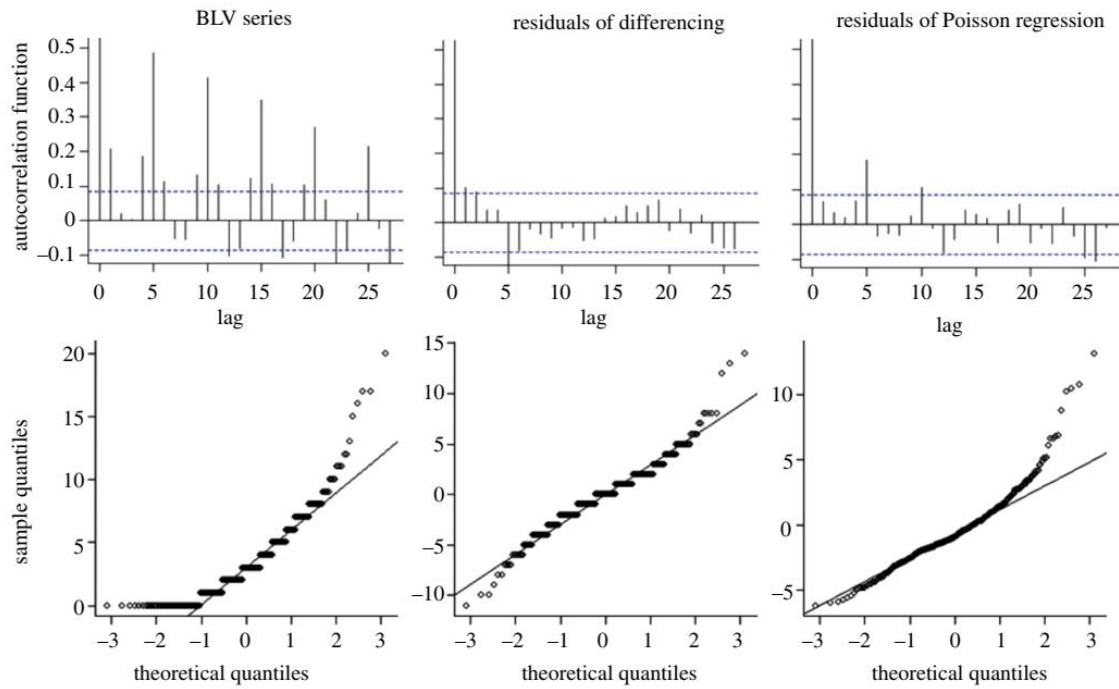 BLV series
residuals of differencing
residuals of Poisson regression
autocorrelation function
0.5
0.4
0.3
0.2
0.1
0
–0.1
0 5 10 15 20 25
0 5 10 15 20 25
0 5 10 15 20 25
lag
lag
sample quantiles
20
15
10
5
0
15
10
5
0
–5
–10
10
5
0
–5
–3 –2 –1 0 1 2 3
–3 –2 –1 0 1 2 3
–3 –2 –1 0 1 2 3
theoretical quantiles
theoretical quantiles
theoretical quantiles